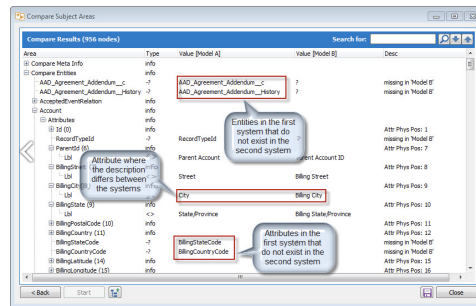 Compare Subject Areas
Compare Results (956 nodes) Search for:
Area Type Value [Model A] Value [Model B] Desc
Compare Meta Info info
Compare Entities info
AAD_Agreement_Addendum__c -? AAD_Agreement_Addendum__c ? missing in 'Model B'
AAD_Agreement_Addendum__History -? AAD_Agreement_Addendum__History ? missing in 'Model B'
AcceptedEventRelation info
Account info
Attributes info
Id (0) info Attr Phys Pos: 1
RecordTypeId -? RecordTypeId ? missing in 'Model B'
ParentId (6) info Attr Phys Pos: 7
Lbl Parent Account Parent Account ID
BillingStreet info Attr Phys Pos: 8
Lbl Street Billing Street
BillingCity info Attr Phys Pos: 9
Lbl City Billing City
BillingState (9) info Attr Phys Pos: 10
Lbl <> State/Province Billing State/Province
BillingPostalCode (10) info Attr Phys Pos: 11
BillingCountry (11) info Attr Phys Pos: 12
BillingStateCode -? BillingStateCode missing in 'Model B'
BillingCountryCode -? BillingCountryCode missing in 'Model B'
BillingLatitude (14) info Attr Phys Pos: 15
BillingLongitude (15) info Attr Phys Pos: 16
Entities in the first
system that do
not exist in the
second system
Attribute where
the description
differs between
the systems
Attributes in the
first system that
do not exist in the
second system
< Back Start Close